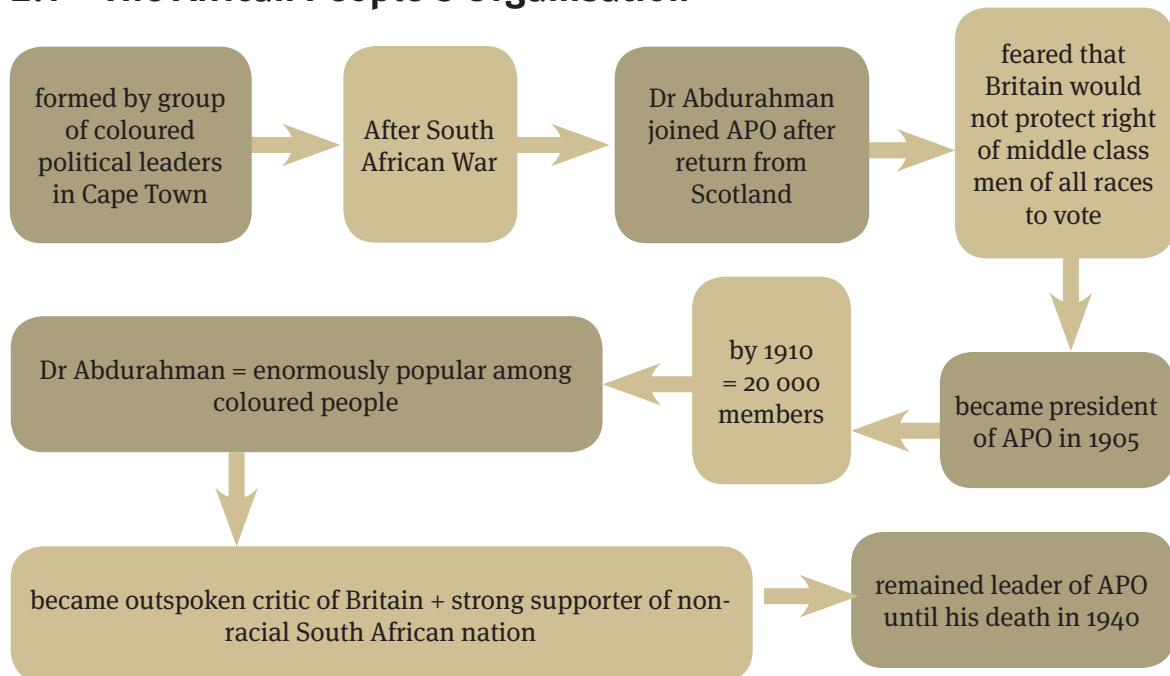 The African People's Organisation
formed by group
of coloured
political leaders
in Cape Town
After South
African War
Dr Abdurahman
joined APO after
return from
Scotland
feared that
Britain would
not protect right
of middle class
men of all races
to vote
became president
of APO in 1905
by 1910
= 20 000
members
Dr Abdurahman = enormously popular among
coloured people
became outspoken critic of Britain + strong supporter of non-
racial South African nation
remained leader of APO
until his death in 1940